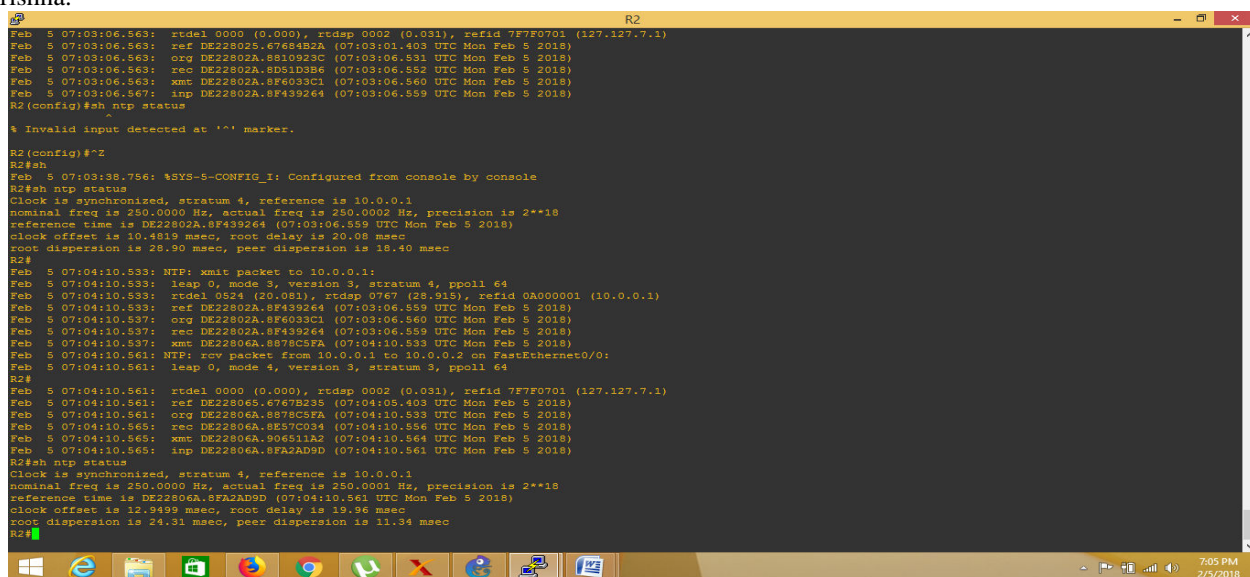 R2
Feb  5 07:03:06.563:  rtdel 0000 (0.000), rtdsp 0002 (0.031), refid 7F7F0701 (127.127.7.1)
Feb  5 07:03:06.563:  ref DE228025.67684B2A (07:03:01.403 UTC Mon Feb 5 2018)
Feb  5 07:03:06.563:  org DE22802A.8810923C (07:03:06.531 UTC Mon Feb 5 2018)
Feb  5 07:03:06.563:  rec DE22802A.8D51D3B6 (07:03:06.552 UTC Mon Feb 5 2018)
Feb  5 07:03:06.563:  xmt DE22802A.8F6033C1 (07:03:06.560 UTC Mon Feb 5 2018)
Feb  5 07:03:06.567:  inp DE22802A.8F439264 (07:03:06.559 UTC Mon Feb 5 2018)
R2(config)#sh ntp status
^
% Invalid input detected at '^' marker.
R2(config)#^Z
R2#sh
Feb  5 07:03:38.756: %SYS-5-CONFIG_I: Configured from console by console
R2#sh ntp status
Clock is synchronized, stratum 4, reference is 10.0.0.1
nominal freq is 250.0000 Hz, actual freq is 250.0002 Hz, precision is 2**18
reference time is DE22802A.8F439264 (07:03:06.559 UTC Mon Feb 5 2018)
clock offset is 10.4819 msec, root delay is 20.08 msec
root dispersion is 28.90 msec, peer dispersion is 18.40 msec
R2#
Feb  5 07:04:10.533: NTP: xmit packet to 10.0.0.1:
Feb  5 07:04:10.533:  leap 0, mode 3, version 3, stratum 4, ppoll 64
Feb  5 07:04:10.533:  rtdel 0524 (20.081), rtdsp 0767 (28.915), refid 0A000001 (10.0.0.1)
Feb  5 07:04:10.533:  ref DE22802A.8F439264 (07:03:06.559 UTC Mon Feb 5 2018)
Feb  5 07:04:10.537:  org DE22802A.8F6033C1 (07:03:06.560 UTC Mon Feb 5 2018)
Feb  5 07:04:10.537:  rec DE22802A.8F439264 (07:03:06.559 UTC Mon Feb 5 2018)
Feb  5 07:04:10.537:  xmt DE22806A.8878C5FA (07:04:10.533 UTC Mon Feb 5 2018)
Feb  5 07:04:10.561: NTP: rcv packet from 10.0.0.1 to 10.0.0.2 on FastEthernet0/0:
Feb  5 07:04:10.561:  leap 0, mode 4, version 3, stratum 3, ppoll 64
R2#
Feb  5 07:04:10.561:  rtdel 0000 (0.000), rtdsp 0002 (0.031), refid 7F7F0701 (127.127.7.1)
Feb  5 07:04:10.561:  ref DE228065.6767B235 (07:04:05.403 UTC Mon Feb 5 2018)
Feb  5 07:04:10.561:  org DE22806A.8878C5FA (07:04:10.533 UTC Mon Feb 5 2018)
Feb  5 07:04:10.565:  rec DE22806A.8E57C034 (07:04:10.556 UTC Mon Feb 5 2018)
Feb  5 07:04:10.565:  xmt DE22806A.906511A2 (07:04:10.564 UTC Mon Feb 5 2018)
Feb  5 07:04:10.565:  inp DE22806A.8FA2AD9D (07:04:10.561 UTC Mon Feb 5 2018)
R2#sh ntp status
Clock is synchronized, stratum 4, reference is 10.0.0.1
nominal freq is 250.0000 Hz, actual freq is 250.0001 Hz, precision is 2**18
reference time is DE22806A.8FA2AD9D (07:04:10.561 UTC Mon Feb 5 2018)
clock offset is 12.9499 msec, root delay is 19.96 msec
root dispersion is 24.31 msec, peer dispersion is 11.34 msec
R2#
7:05 PM
2/5/2018